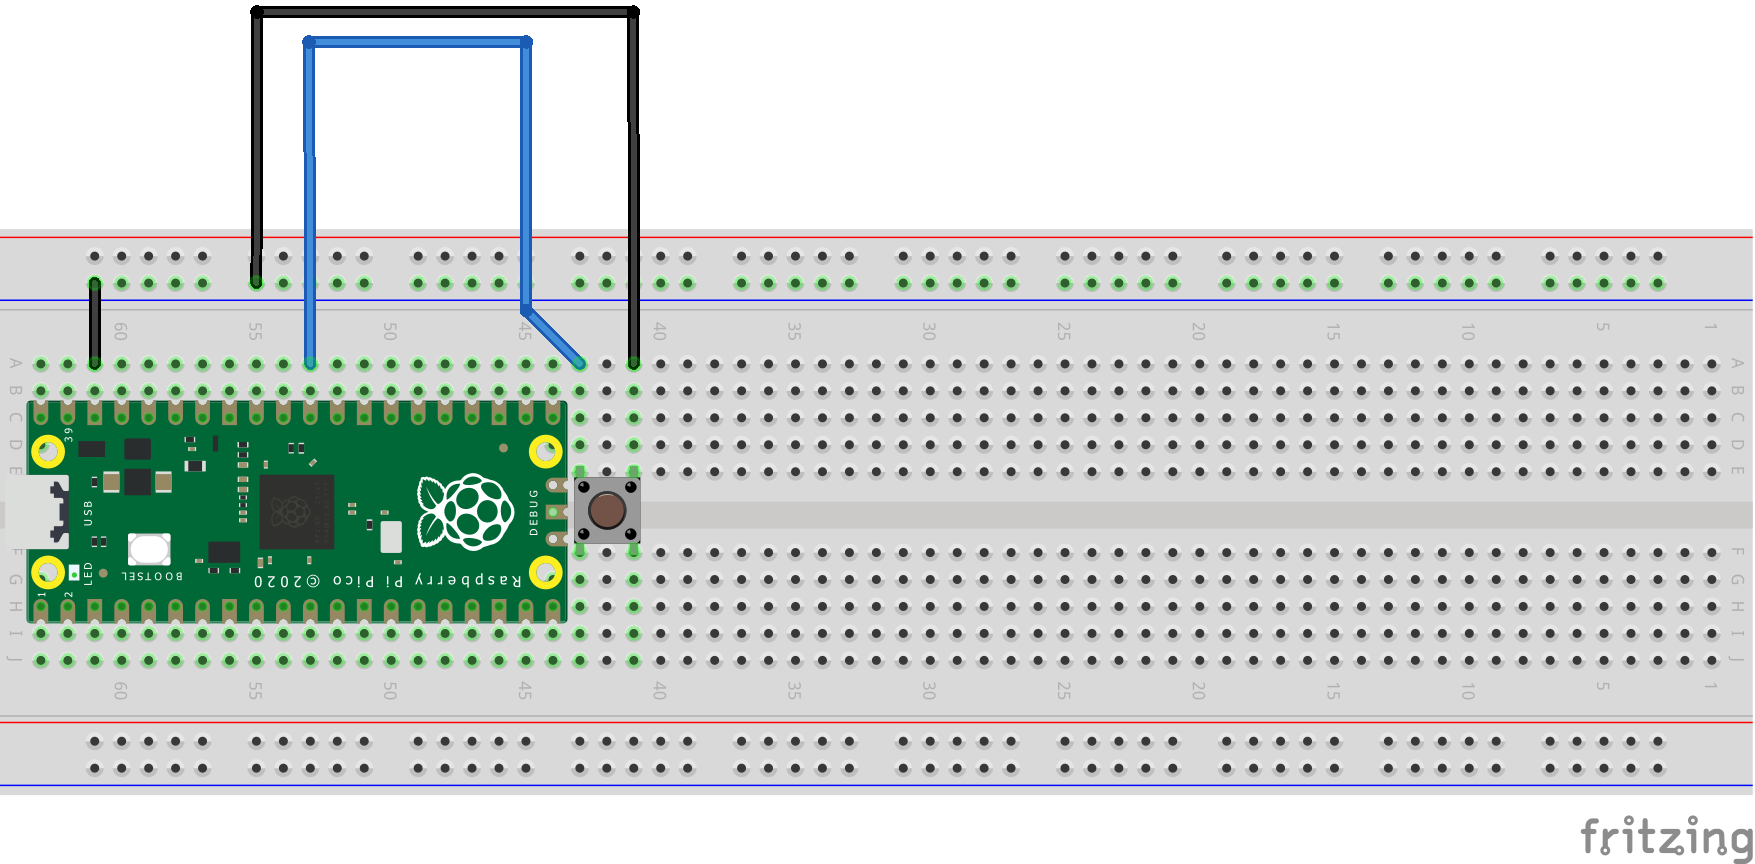 60 55 50 45 40 35 30 25 20 15 10 5 1
A A
B B
C C
D D
E E
39
USB
DEBUG
F F
LED
BOOTSEL
Raspberry Pi Pico © 2020
G G
1 2
H H
I I
J J
60 55 50 45 40 35 30 25 20 15 10 5 1
fritzing